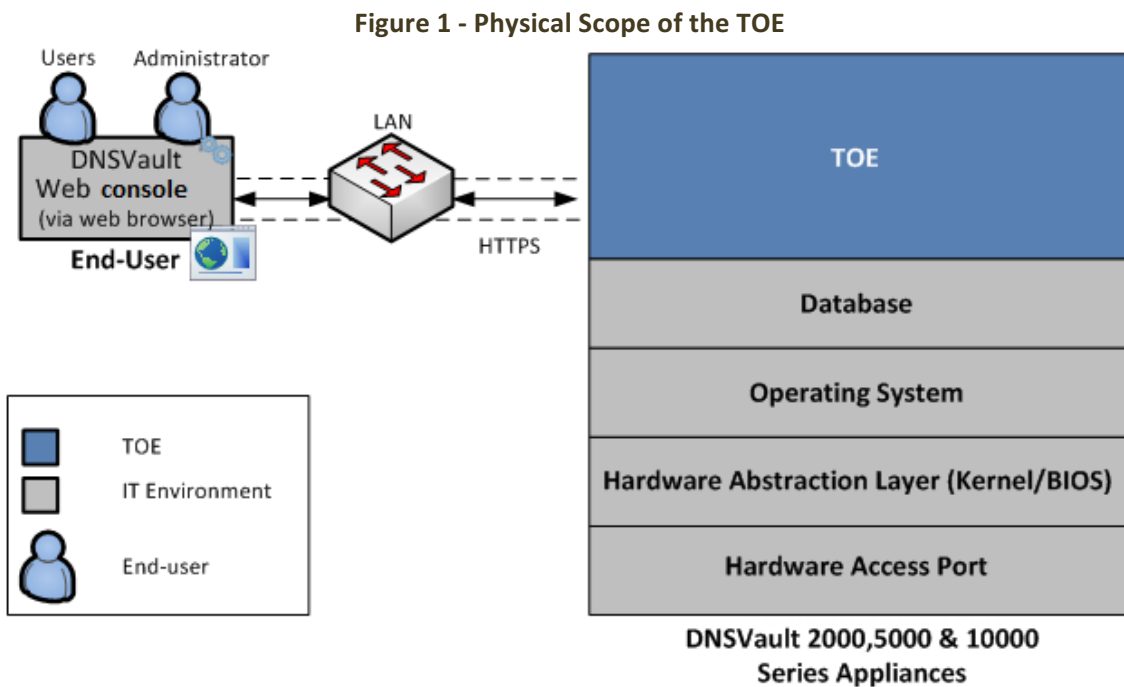 Figure 1 - Physical Scope of the TOE
Users
Administrator
DNSVault
Web console
(via web browser)
End-User
LAN
HTTPS
TOE
Database
Operating System
Hardware Abstraction Layer (Kernel/BIOS)
Hardware Access Port
DNSVault 2000,5000 & 10000
Series Appliances
TOE
IT Environment
End-user